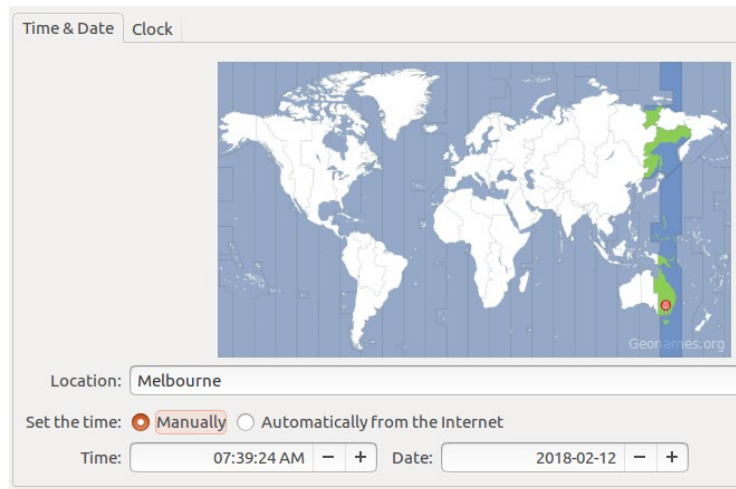 Time & Date Clock
Geonames.org
Location: Melbourne
Set the time: Manually Automatically from the Internet
Time: 07:39:24 AM − + Date: 2018-02-12 − +